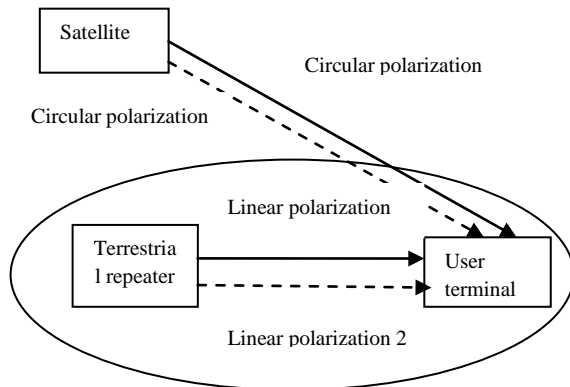 Satellite
Circular polarization
Circular polarization
Linear polarization
Terrestria
l repeater
User
terminal
Linear polarization 2